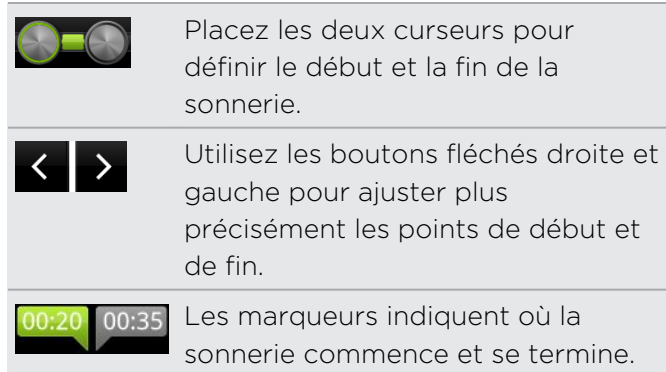 Placez les deux curseurs pour
définir le début et la fin de la
sonnerie.
Utilisez les boutons fléchés droite et
gauche pour ajuster plus
précisément les points de début et
de fin.
00:20 00:35 Les marqueurs indiquent où la
sonnerie commence et se termine.